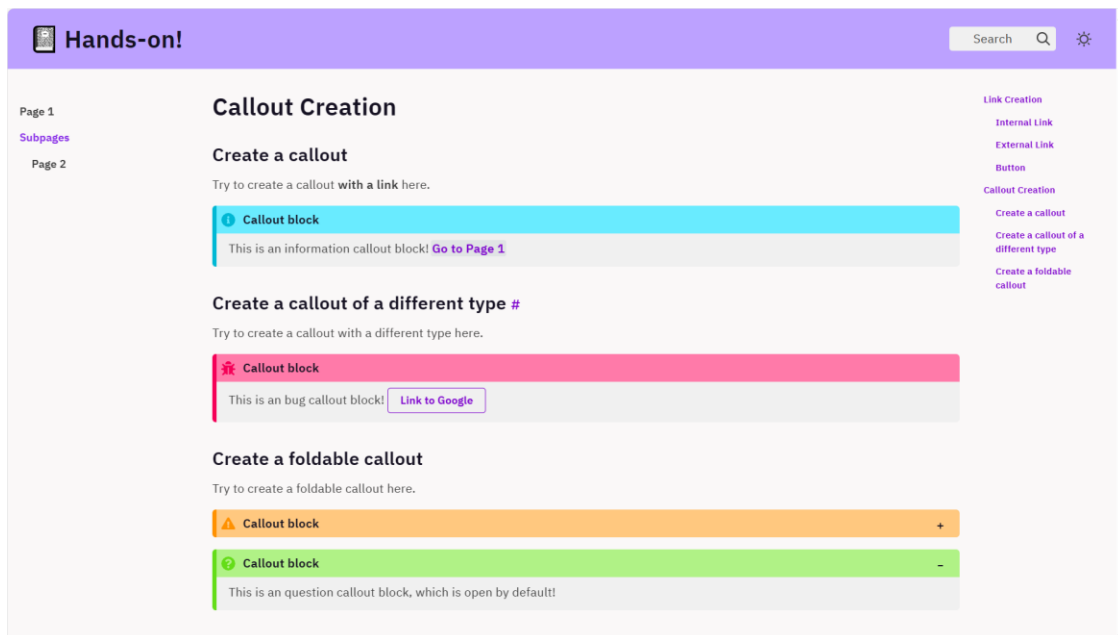 Hands-on!
Search
Page 1
Subpages
Page 2
Callout Creation
Create a callout
Try to create a callout with a link here.
Callout block
This is an information callout block! Go to Page 1
Create a callout of a different type #
Try to create a callout with a different type here.
Callout block
This is an bug callout block! Link to Google
Create a foldable callout
Try to create a foldable callout here.
Callout block +
Callout block -
This is an question callout block, which is open by default!
Link Creation
Internal Link
External Link
Button
Callout Creation
Create a callout
Create a callout of a
different type
Create a foldable
callout